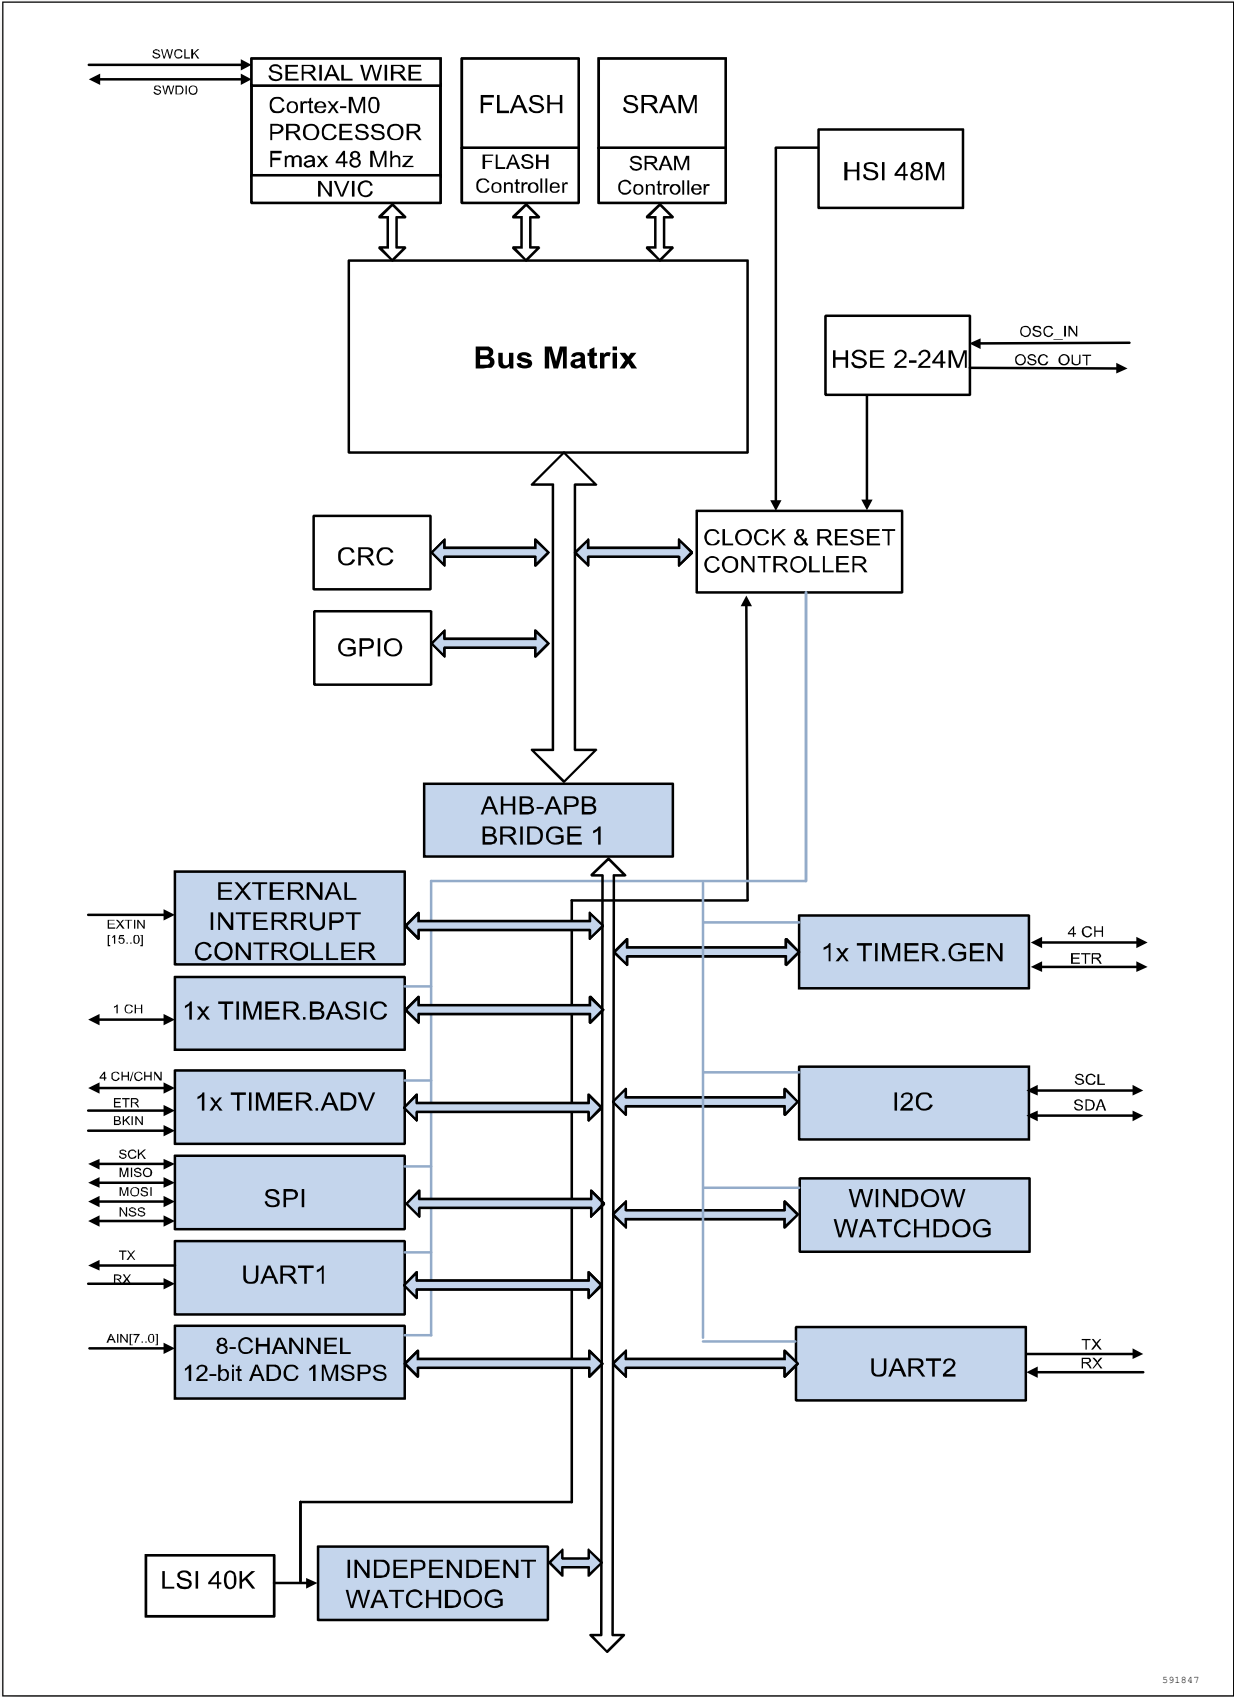 SWCLK
SWDIO
SERIAL WIRE
Cortex-M0
PROCESSOR
Fmax 48 Mhz
NVIC
FLASH
FLASH
Controller
SRAM
SRAM
Controller
HSI 48M
Bus Matrix
HSE 2-24M
OSC_IN
OSC_OUT
CRC
CLOCK & RESET
CONTROLLER
GPIO
AHB-APB
BRIDGE 1
EXTIN
[15..0]
EXTERNAL
INTERRUPT
CONTROLLER
1x TIMER.GEN
4 CH
ETR
1 CH
1x TIMER.BASIC
4 CH/CHN
ETR
BKIN
1x TIMER.ADV
I2C
SCL
SDA
SCK
MISO
MOSI
NSS
SPI
WINDOW
WATCHDOG
TX
RX
UART1
AIN[7..0]
8-CHANNEL
12-bit ADC 1MSPS
UART2
TX
RX
LSI 40K
INDEPENDENT
WATCHDOG
591847